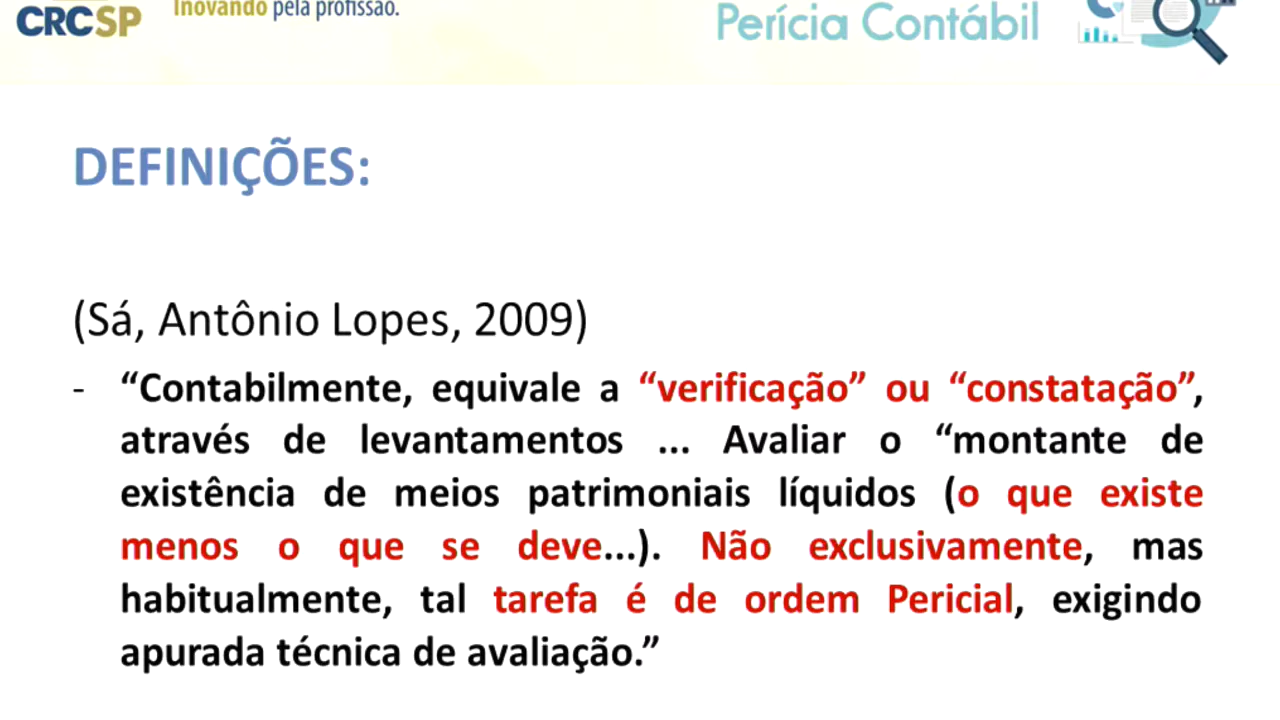 CRCSP
Inovando pela profissão.
Perícia Contábil
DEFINIÇÕES:
(Sá, Antônio Lopes, 2009)
- “Contabilmente, equivale a “verificação” ou “constatação”,
através de levantamentos ... Avaliar o “montante de
existência de meios patrimoniais líquidos (o que existe
menos o que se deve...). Não exclusivamente, mas
habitualmente, tal tarefa é de ordem Pericial, exigindo
apurada técnica de avaliação.”